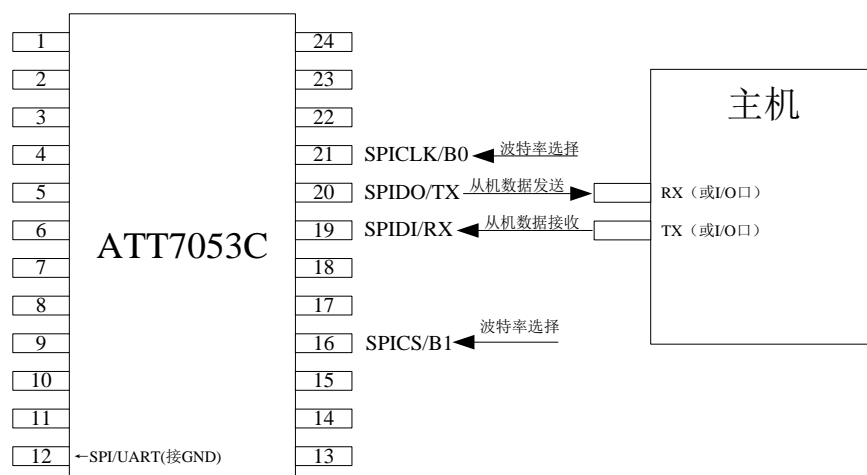 1
24
2
23
主机
3
22
4
21
SPICLK/B0
波特率选择
5
20
SPIDO/TX
从机数据发送
RX（或I/O口）
6
19
SPIDI/RX
从机数据接收
TX（或I/O口）
ATT7053C
7
18
8
17
9
16
SPICS/B1
波特率选择
10
15
11
14
12
←SPI/UART(接GND)
13